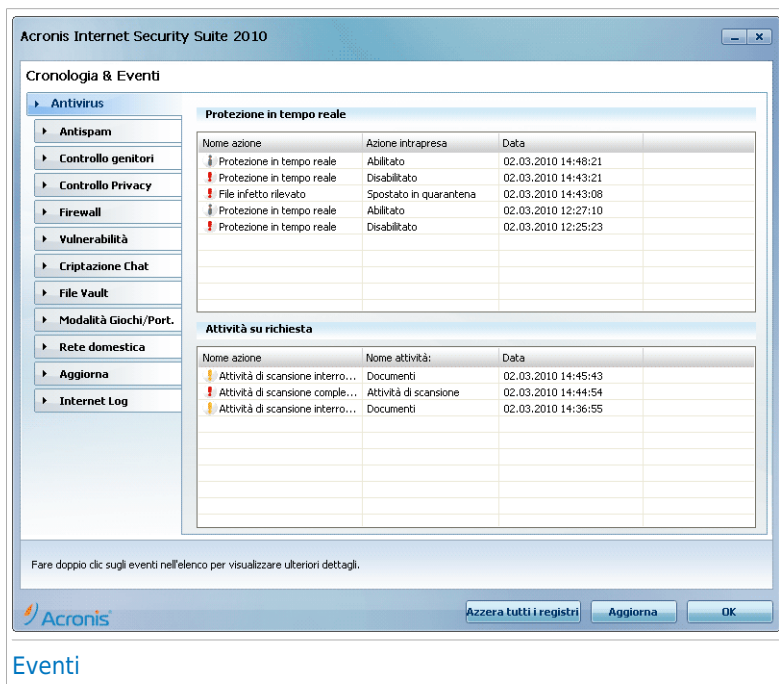 Acronis Internet Security Suite 2010
Cronologia & Eventi
Antivirus
Antispam
Controllo genitori
Controllo Privacy
Firewall
Vulnerabilità
Criptazione Chat
File Vault
Modalità Giochi/Port.
Rete domestica
Aggiorna
Internet Log
Protezione in tempo reale
Nome azione Azione intrapresa Data
Protezione in tempo reale Abilitato 02.03.2010 14:48:21
Protezione in tempo reale Disabilitato 02.03.2010 14:43:21
File infetto rilevato Spostato in quarantena 02.03.2010 14:43:08
Protezione in tempo reale Abilitato 02.03.2010 12:27:10
Protezione in tempo reale Disabilitato 02.03.2010 12:25:23
Attività su richiesta
Nome azione Nome attività: Data
Attività di scansione interro... Documenti 02.03.2010 14:45:43
Attività di scansione comple... Attività di scansione 02.03.2010 14:44:54
Attività di scansione interro... Documenti 02.03.2010 14:36:55
Fare doppio clic sugli eventi nell'elenco per visualizzare ulteriori dettagli.
Acronis
Azzera tutti i registri Aggiorna OK
Eventi